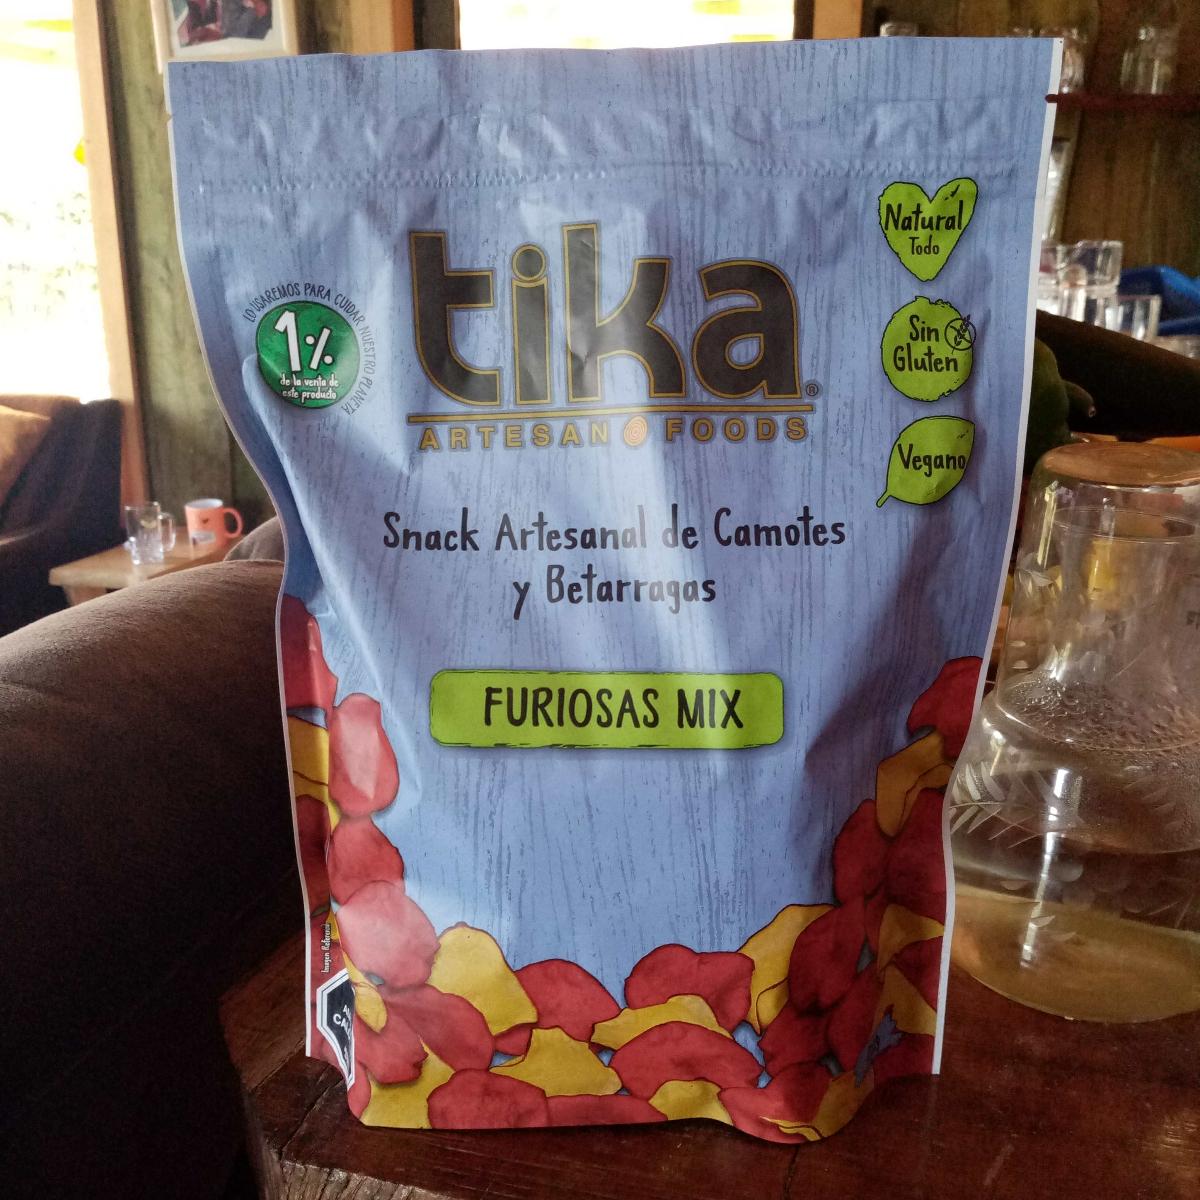 tika®
ARTESAN FOODS
LO USAREMOS PARA CUIDAR NUESTRO PLANETA
1%
de la venta de
este producto
Natural
Todo
Sin
Gluten
Vegano
Snack Artesanal de Camotes
y Betarragas
FURIOSAS MIX